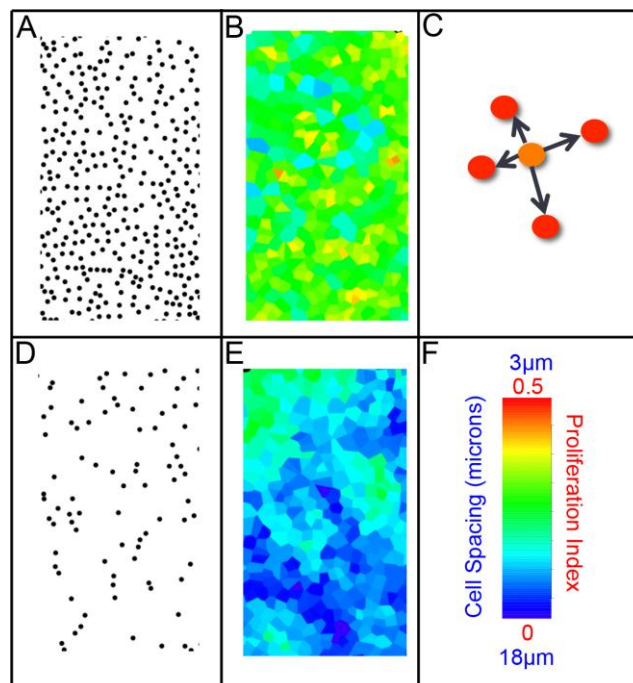 A
B
C
D
E
F
3µm
0.5
Cell Spacing (microns)
Proliferation Index
0
18µm